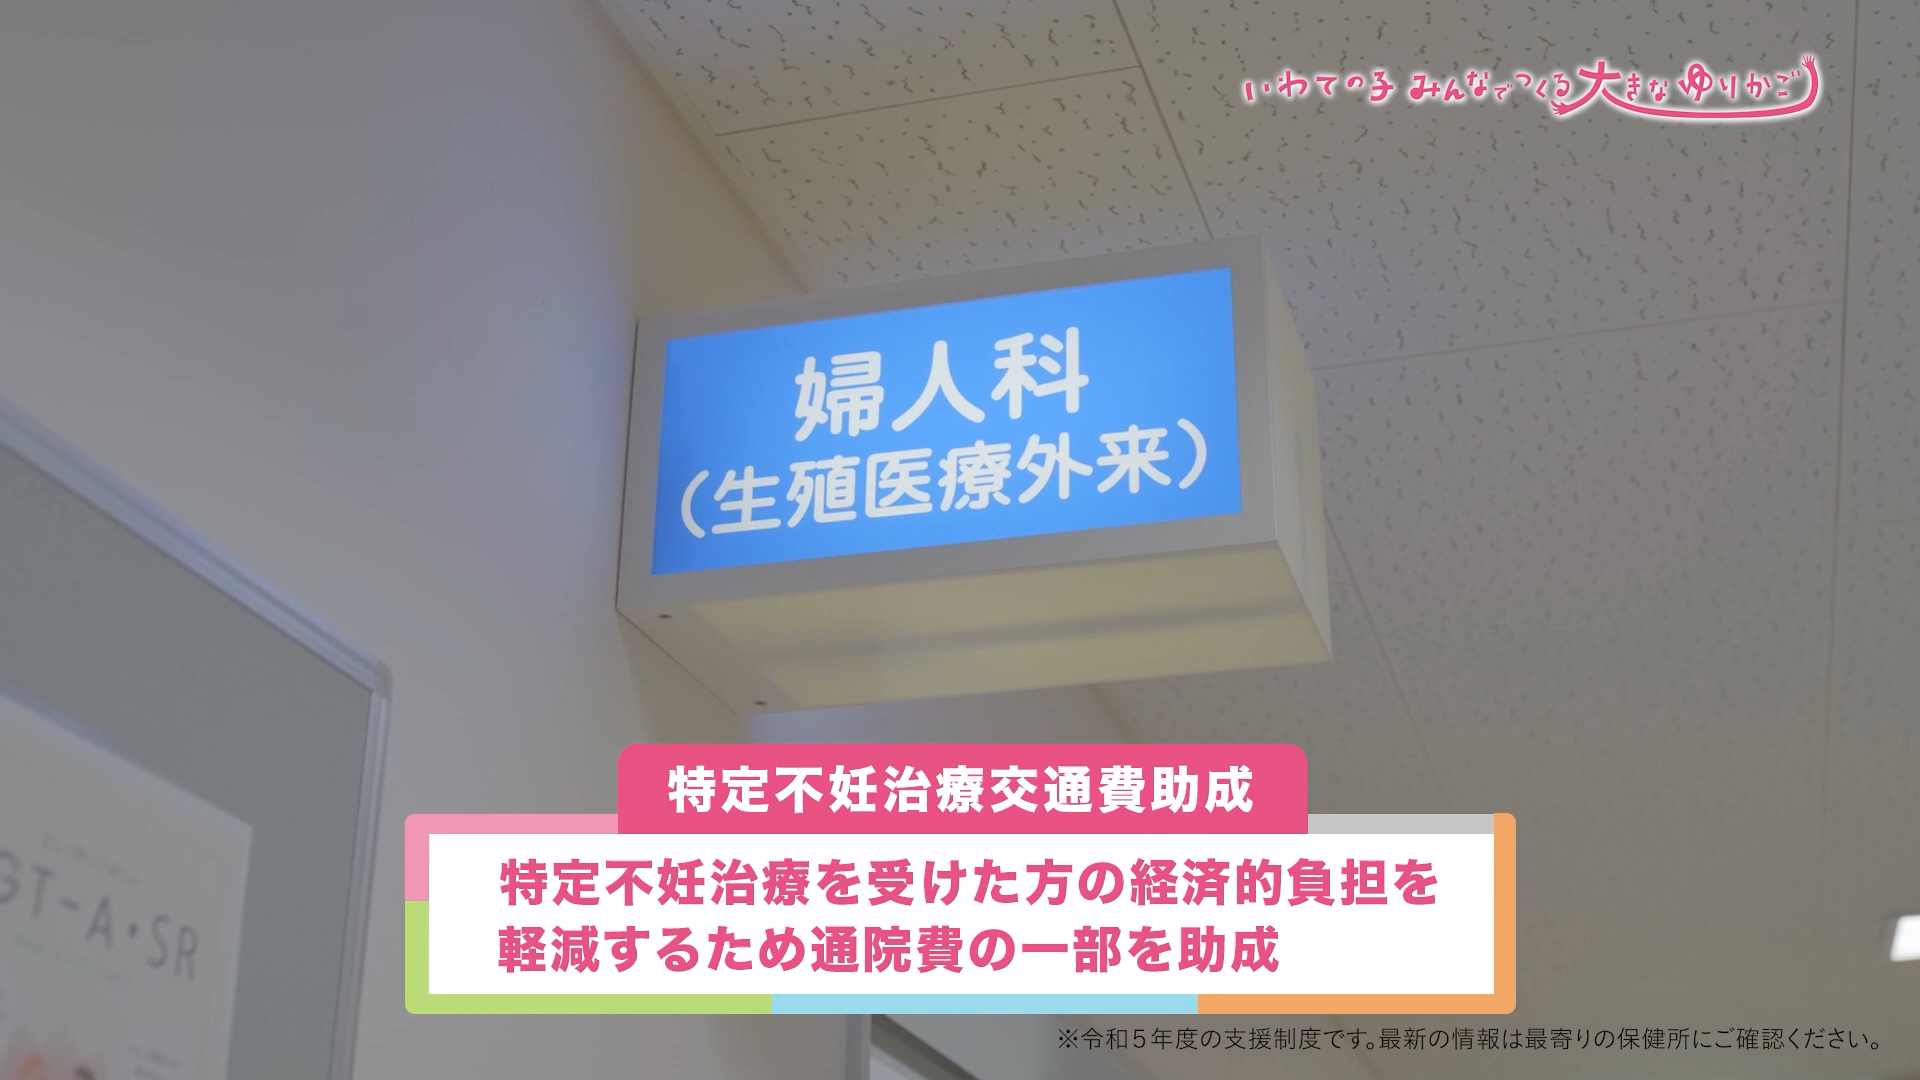 いわての子 みんなでつくる大きなゆりかご
婦人科
（生殖医療外来）
GT-A・SR
特定不妊治療交通費助成
特定不妊治療を受けた方の経済的負担を
軽減するため通院費の一部を助成
※令和５年度の支援制度です。最新の情報は最寄りの保健所にご確認ください。